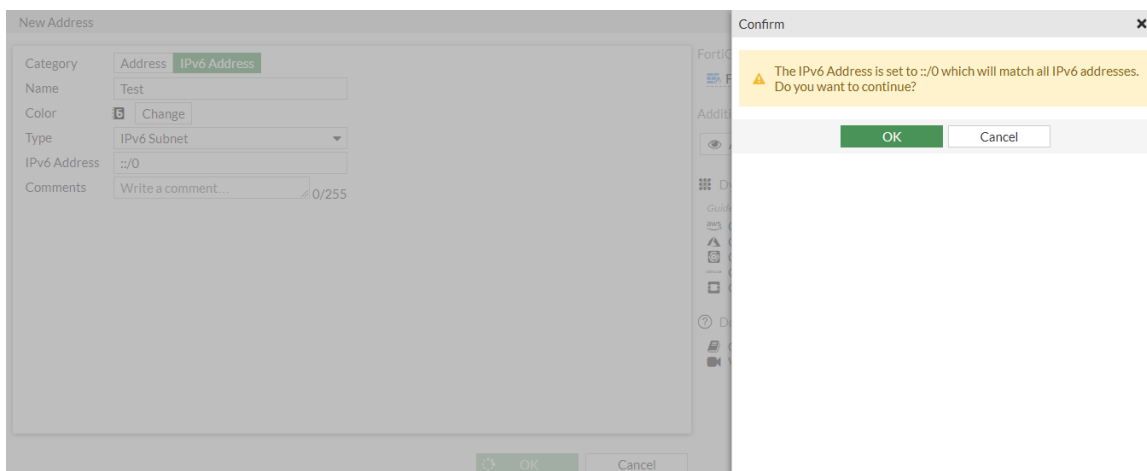 New Address
Category Address IPv6 Address
Name Test
Color Change
Type IPv6 Subnet
IPv6 Address ::/0
Comments Write a comment... 0/255
OK Cancel
Guide
aws
Confirm
The IPv6 Address is set to ::/0 which will match all IPv6 addresses.
Do you want to continue?
OK Cancel